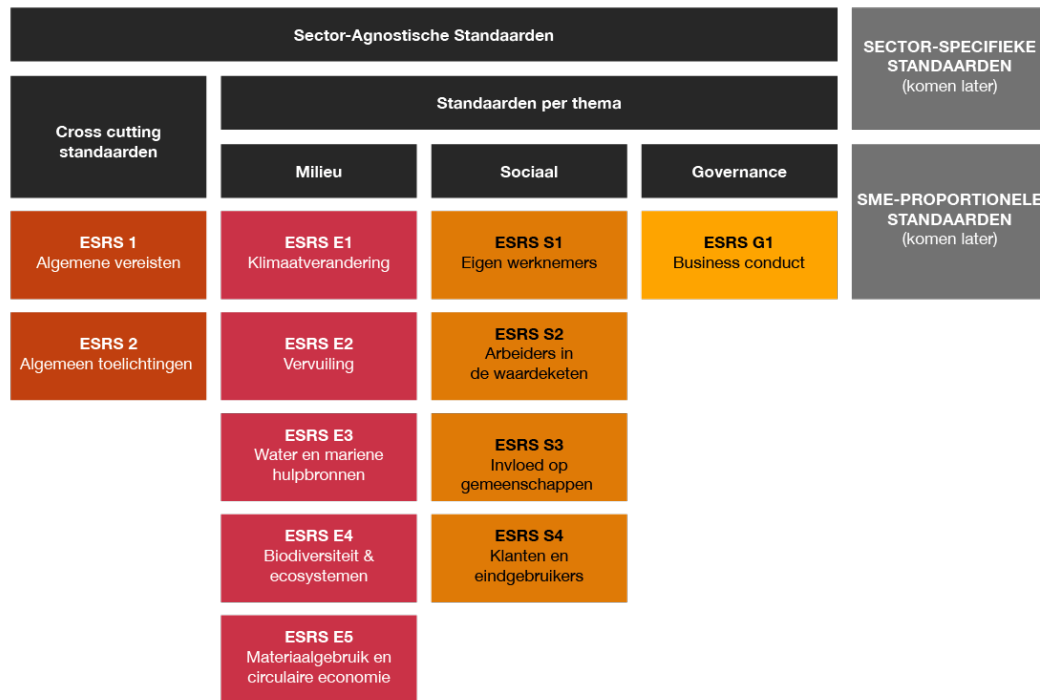 Sector-Agnostische Standaarden
SECTOR-SPECIFIEKE
STANDAARDEN
(komen later)
Cross cutting
standaarden
Standaarden per thema
Milieu
Sociaal
Governance
SME-PROPORTIONELE
STANDAARDEN
(komen later)
ESRS 1
Algemene vereisten
ESRS E1
Klimaatverandering
ESRS S1
Eigen werknemers
ESRS G1
Business conduct
ESRS 2
Algemeen toelichtingen
ESRS E2
Vervuiling
ESRS S2
Arbeiders in
de waardeketen
ESRS E3
Water en mariene
hulpbronnen
ESRS S3
Invloed op
gemeenschappen
ESRS E4
Biodiversiteit &
ecosystemen
ESRS S4
Klanten en
eindgebruikers
ESRS E5
Materiaalgebruik en
circulaire economie